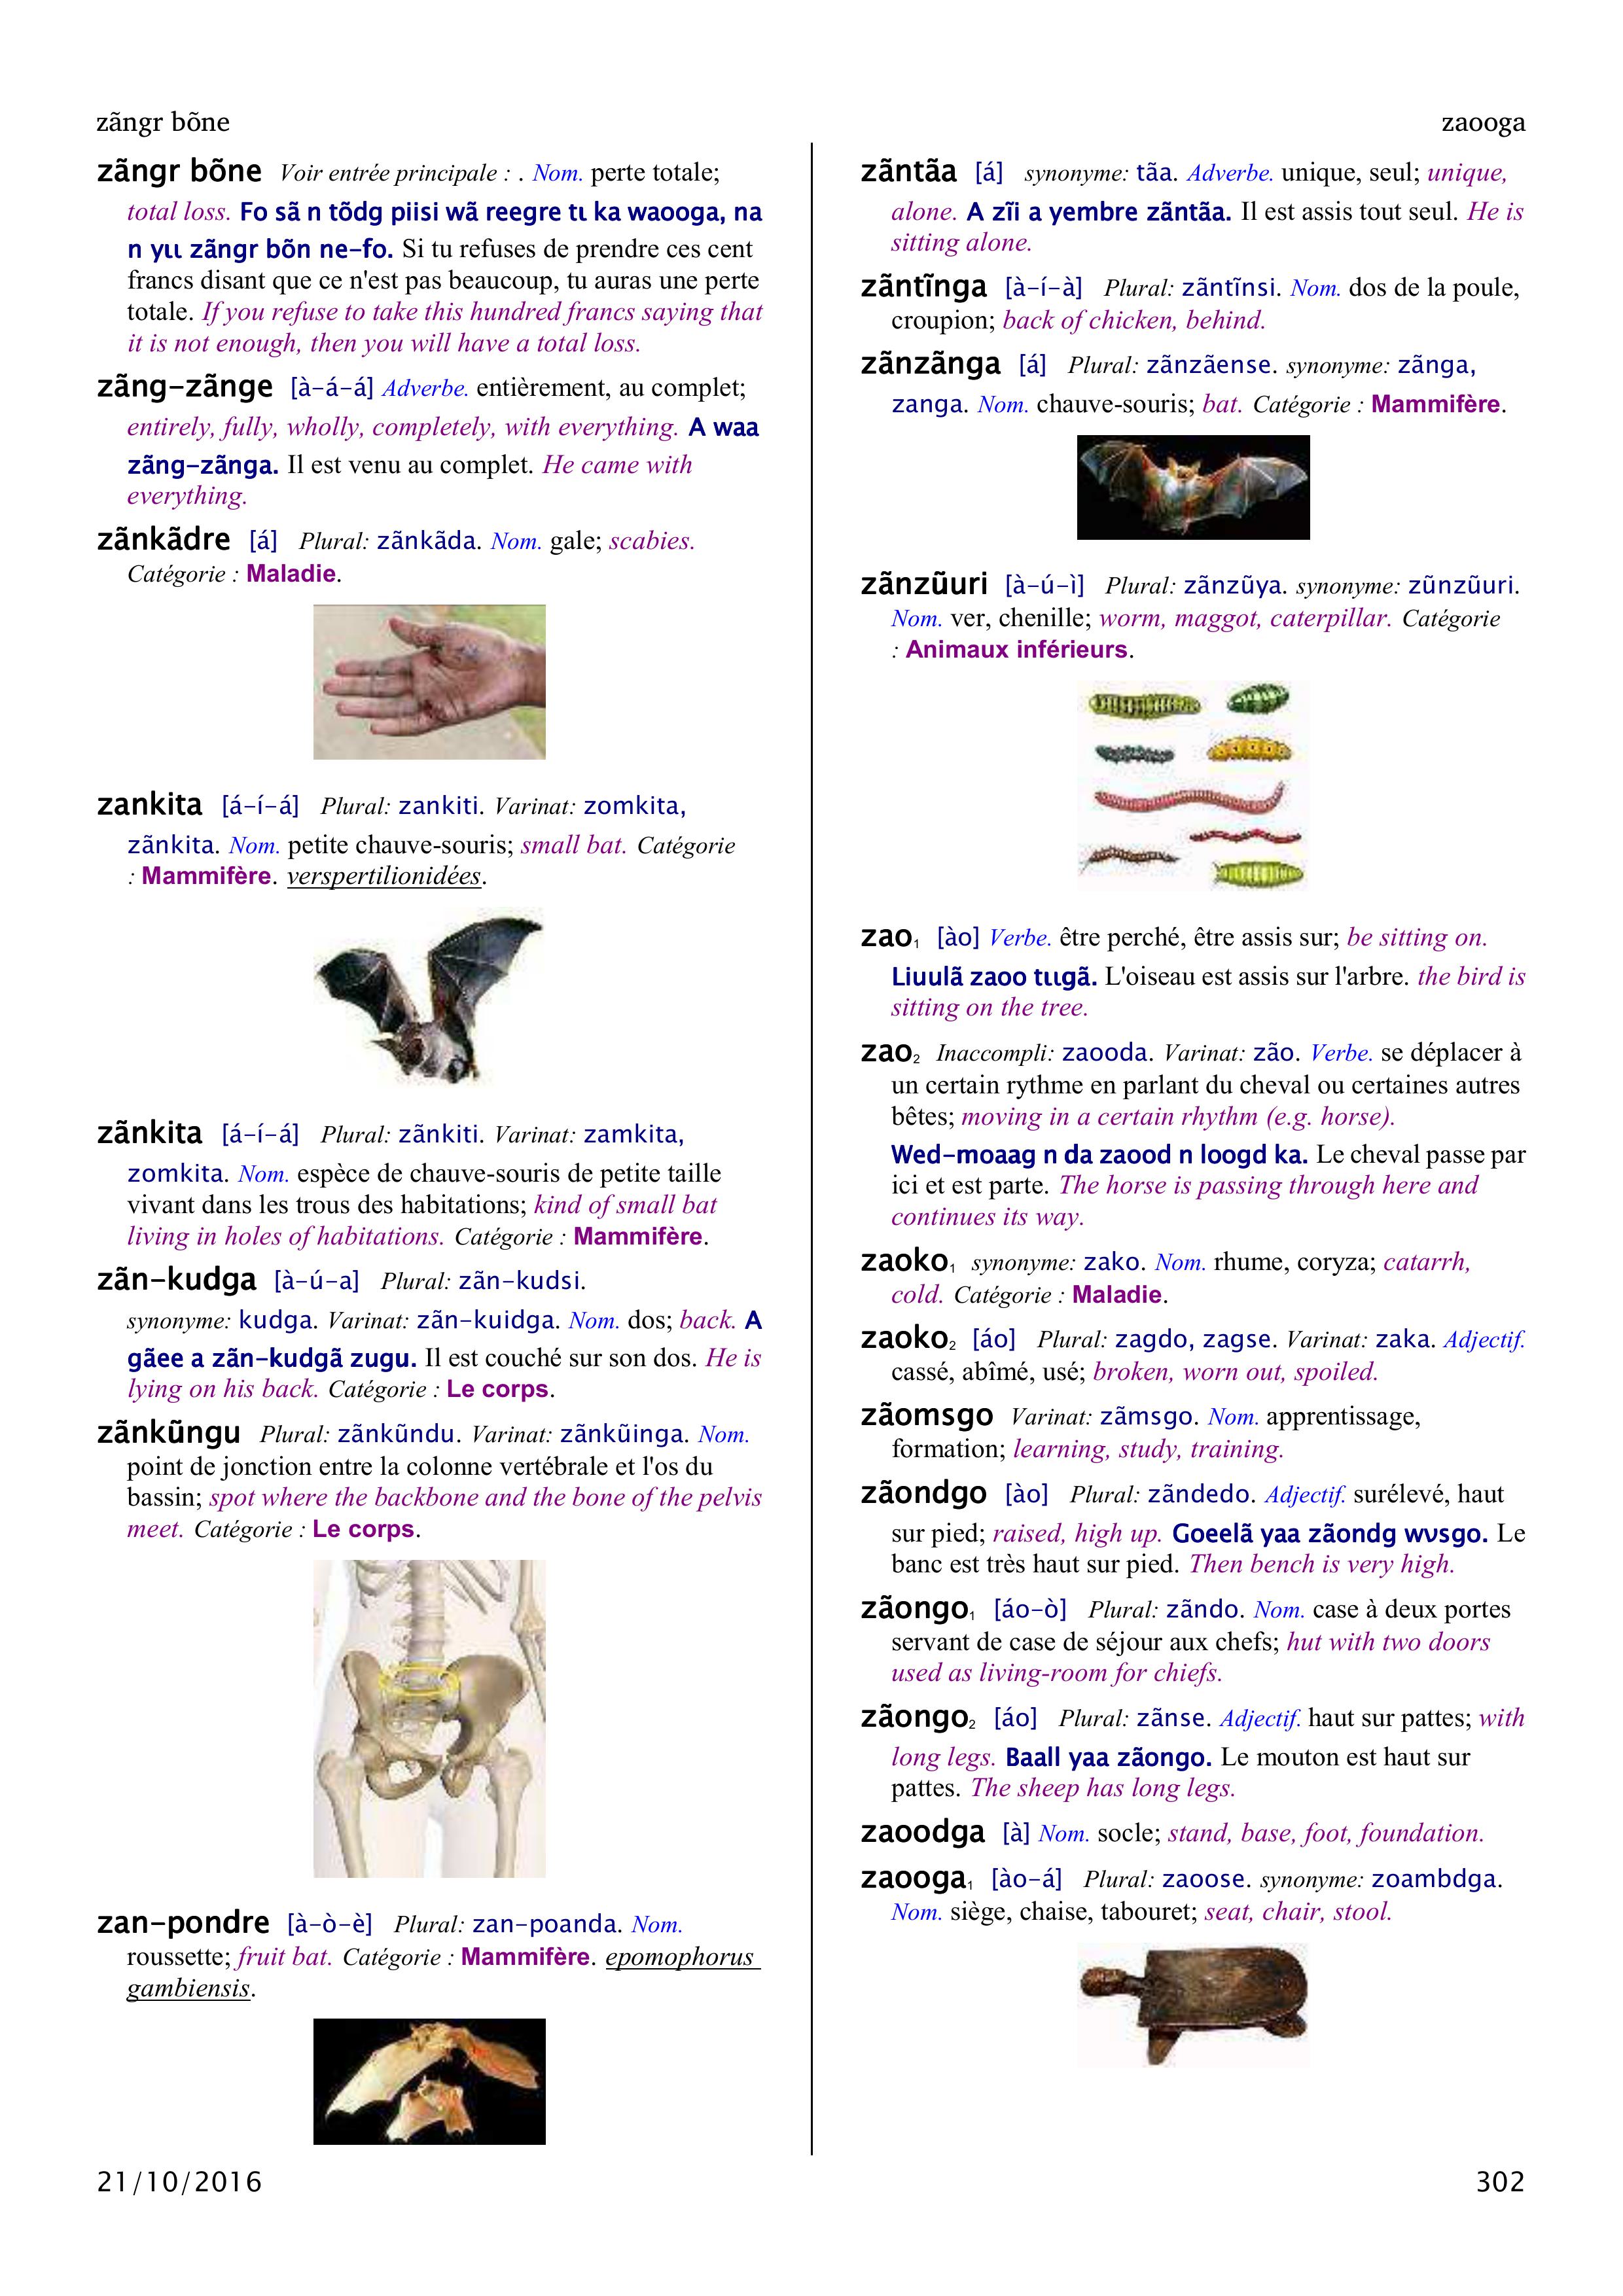 zãngr bõne
zaooga
zãngr bõne Voir entrée principale : . Nom. perte totale;
total loss. Fo sã n tõdg piisi wã reegre tɩ ka waooga, na
n yɩɩ zãngr bõn ne-fo. Si tu refuses de prendre ces cent
francs disant que ce n'est pas beaucoup, tu auras une perte
totale. If you refuse to take this hundred francs saying that
it is not enough, then you will have a total loss.
zãng-zãnge [à-á-á] Adverbe. entièrement, au complet;
entirely, fully, wholly, completely, with everything. A waa
zãng-zãnga. Il est venu au complet. He came with
everything.
zãnkãdre [á] Plural: zãnkãda. Nom. gale; scabies.
Catégorie : Maladie.
zankita [á-í-á] Plural: zankiti. Varinat: zomkita,
zãnkita. Nom. petite chauve-souris; small bat. Catégorie
: Mammifère. verspertilionidées.
zãnkita [á-í-á] Plural: zãnkiti. Varinat: zamkita,
zomkita. Nom. espèce de chauve-souris de petite taille
vivant dans les trous des habitations; kind of small bat
living in holes of habitations. Catégorie : Mammifère.
zãn-kudga [à-ú-a] Plural: zãn-kudsi.
synonyme: kudga. Varinat: zãn-kuidga. Nom. dos; back. A
gãee a zãn-kudgã zugu. Il est couché sur son dos. He is
lying on his back. Catégorie : Le corps.
zãnkũngu Plural: zãnkũndu. Varinat: zãnkũinga. Nom.
point de jonction entre la colonne vertébrale et l'os du
bassin; spot where the backbone and the bone of the pelvis
meet. Catégorie : Le corps.
zan-pondre [à-ò-è] Plural: zan-poanda. Nom.
roussette; fruit bat. Catégorie : Mammifère. epomophorus
gambiensis.
zãntãa [á] synonyme: tãa. Adverbe. unique, seul; unique,
alone. A zĩi a yembre zãntãa. Il est assis tout seul. He is
sitting alone.
zãntĩnga [à-í-à] Plural: zãntĩnsi. Nom. dos de la poule,
croupion; back of chicken, behind.
zãnzãnga [á] Plural: zãnzãense. synonyme: zãnga,
zanga. Nom. chauve-souris; bat. Catégorie : Mammifère.
zãnzũuri [à-ú-ì] Plural: zãnzũya. synonyme: zũnzũuri.
Nom. ver, chenille; worm, maggot, caterpillar. Catégorie
: Animaux inférieurs.
zao₁ [ào] Verbe. être perché, être assis sur; be sitting on.
Liuulã zaoo tɩɩgã. L'oiseau est assis sur l'arbre. the bird is
sitting on the tree.
zao₂ Inaccompli: zaooda. Varinat: zão. Verbe. se déplacer à
un certain rythme en parlant du cheval ou certaines autres
bêtes; moving in a certain rhythm (e.g. horse).
Wed-moaag n da zaood n loogd ka. Le cheval passe par
ici et est parte. The horse is passing through here and
continues its way.
zaoko₁ synonyme: zako. Nom. rhume, coryza; catarrh,
cold. Catégorie : Maladie.
zaoko₂ [áo] Plural: zagdo, zagse. Varinat: zaka. Adjectif.
cassé, abîmé, usé; broken, worn out, spoiled.
zãomsgo Varinat: zãmsgo. Nom. apprentissage,
formation; learning, study, training.
zãondgo [ào] Plural: zãndedo. Adjectif. surélevé, haut
sur pied; raised, high up. Goeelã yaa zãondg wʋsgo. Le
banc est très haut sur pied. Then bench is very high.
zãongo₁ [áo-ò] Plural: zãndo. Nom. case à deux portes
servant de case de séjour aux chefs; hut with two doors
used as living-room for chiefs.
zãongo₂ [áo] Plural: zãnse. Adjectif. haut sur pattes; with
long legs. Baall yaa zãongo. Le mouton est haut sur
pattes. The sheep has long legs.
zaoodga [à] Nom. socle; stand, base, foot, foundation.
zaooga₁ [ào-á] Plural: zaoose. synonyme: zoambdga.
Nom. siège, chaise, tabouret; seat, chair, stool.
21/10/2016
302